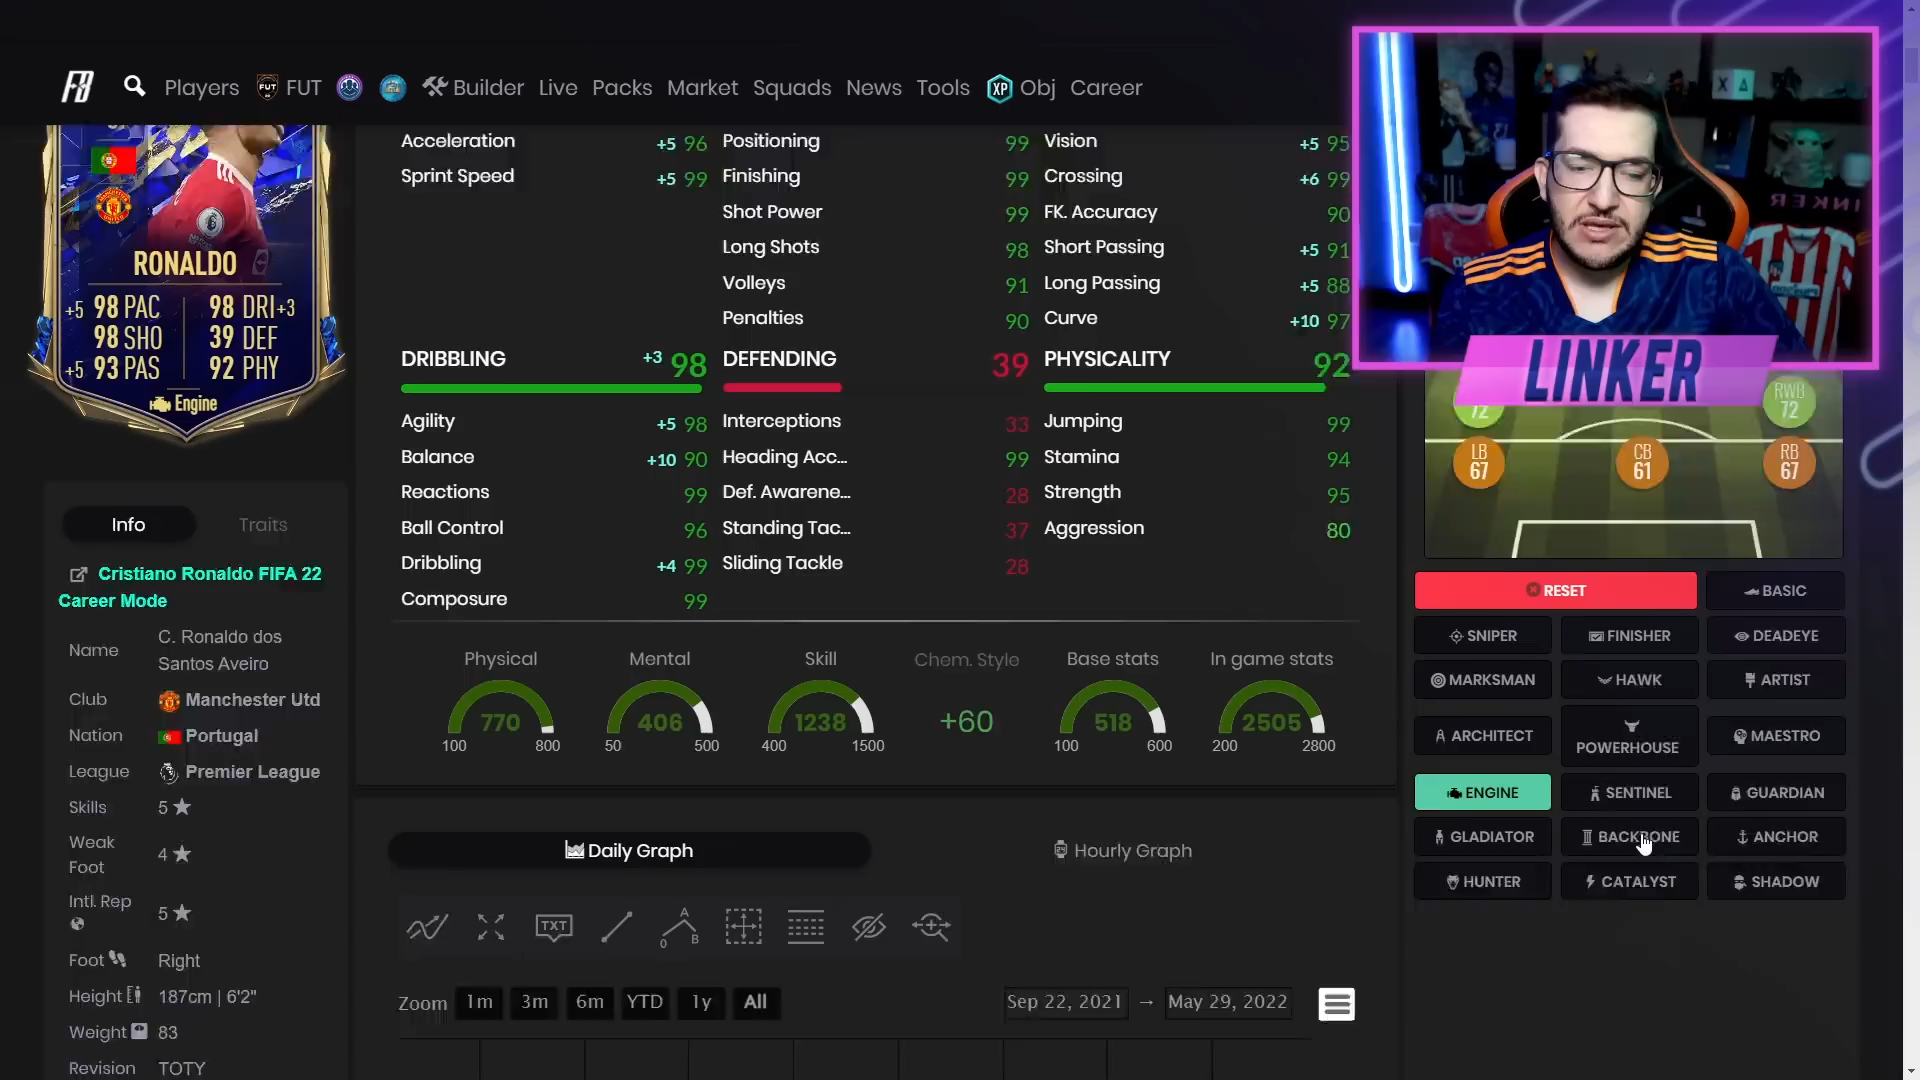 FB Players FUT FUT Builder Live Packs Market Squads News Tools XP Obj Career
RONALDO
+5 98 PAC 98 DRI+3
98 SHO 39 DEF
+5 93 PAS 92 PHY
Engine
Acceleration +5 96
Sprint Speed +5 99
Positioning 99
Finishing 99
Shot Power 99
Long Shots 98
Volleys 91
Penalties 90
Vision +5 95
Crossing +6 99
FK. Accuracy 90
Short Passing +5 91
Long Passing +5 88
Curve +10 97
DRIBBLING +3 98
Agility +5 98
Balance +10 90
Reactions 99
Ball Control 96
Dribbling +4 99
Composure 99
DEFENDING 39
Interceptions 33
Heading Acc... 99
Def. Awarene... 28
Standing Tac... 37
Sliding Tackle 28
PHYSICALITY 92
Jumping 99
Stamina 94
Strength 95
Aggression 80
Physical
770
100 800
Mental
406
50 500
Skill
1238
400 1500
Chem. Style
+60
Base stats
518
100 600
In game stats
2505
200 2800
Info Traits
Cristiano Ronaldo FIFA 22
Career Mode
Name C. Ronaldo dos
Santos Aveiro
Club Manchester Utd
Nation Portugal
League Premier League
Skills 5
Weak
Foot 4
Intl. Rep 5
Foot Right
Height 187cm | 6'2"
Weight 83
Revision TOTY
Daily Graph Hourly Graph
TXT
A
0 B
Zoom 1m 3m 6m YTD 1y All
Sep 22, 2021 → May 29, 2022
LINKER
LINKER
72
RWB
72
LB
67
CB
61
RB
67
RESET BASIC
SNIPER FINISHER DEADEYE
MARKSMAN HAWK ARTIST
ARCHITECT POWERHOUSE MAESTRO
ENGINE SENTINEL GUARDIAN
GLADIATOR BACKBONE ANCHOR
HUNTER CATALYST SHADOW